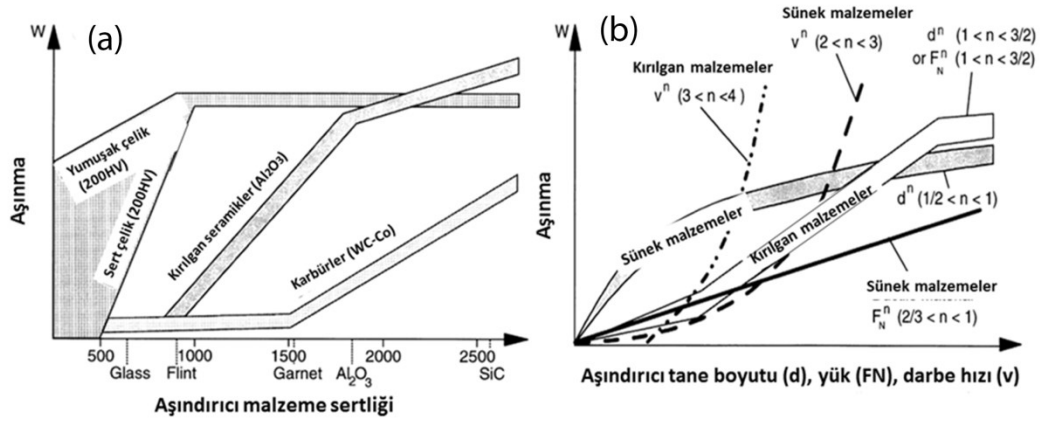 (a)
W
Aşınma
Yumuşak çelik
(200HV)
Sert çelik (200HV)
Kırılgan seramikler (Al2O3)
Karbürler (WC-Co)
500 1000 1500 2000 2500
Glass Flint Garnet Al2O3 SiC
Aşındırıcı malzeme sertliği
(b)
W
Aşınma
Sünek malzemeler
v^n (2 < n < 3)
Kırılgan malzemeler
v^n (3 < n <4 )
d^n (1 < n < 3/2)
or F_N^n (1 < n < 3/2)
Sünek malzemeler
Kırılgan malzemeler
d^n (1/2 < n < 1)
Sünek malzemeler
F_N^n (2/3 < n < 1)
Aşındırıcı tane boyutu (d), yük (FN), darbe hızı (v)